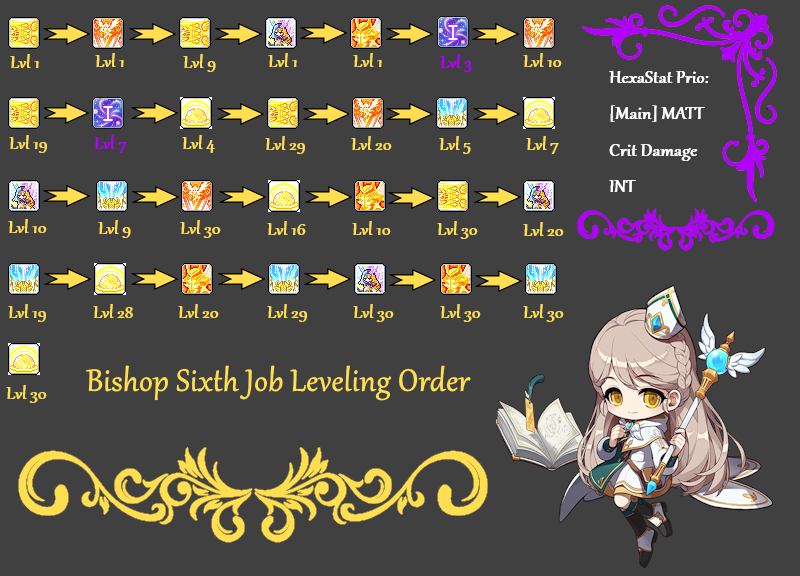 Lvl 1 Lvl 1 Lvl 9 Lvl 1 Lvl 1 Lvl 3 Lvl 10
HexaStat Prio:
[Main] MATT
Crit Damage
INT
Lvl 19 Lvl 7 Lvl 4 Lvl 29 Lvl 20 Lvl 5 Lvl 7
Lvl 10 Lvl 9 Lvl 30 Lvl 16 Lvl 10 Lvl 30 Lvl 20
Lvl 19 Lvl 28 Lvl 20 Lvl 29 Lvl 30 Lvl 30 Lvl 30
Lvl 30
Bishop Sixth Job Leveling Order